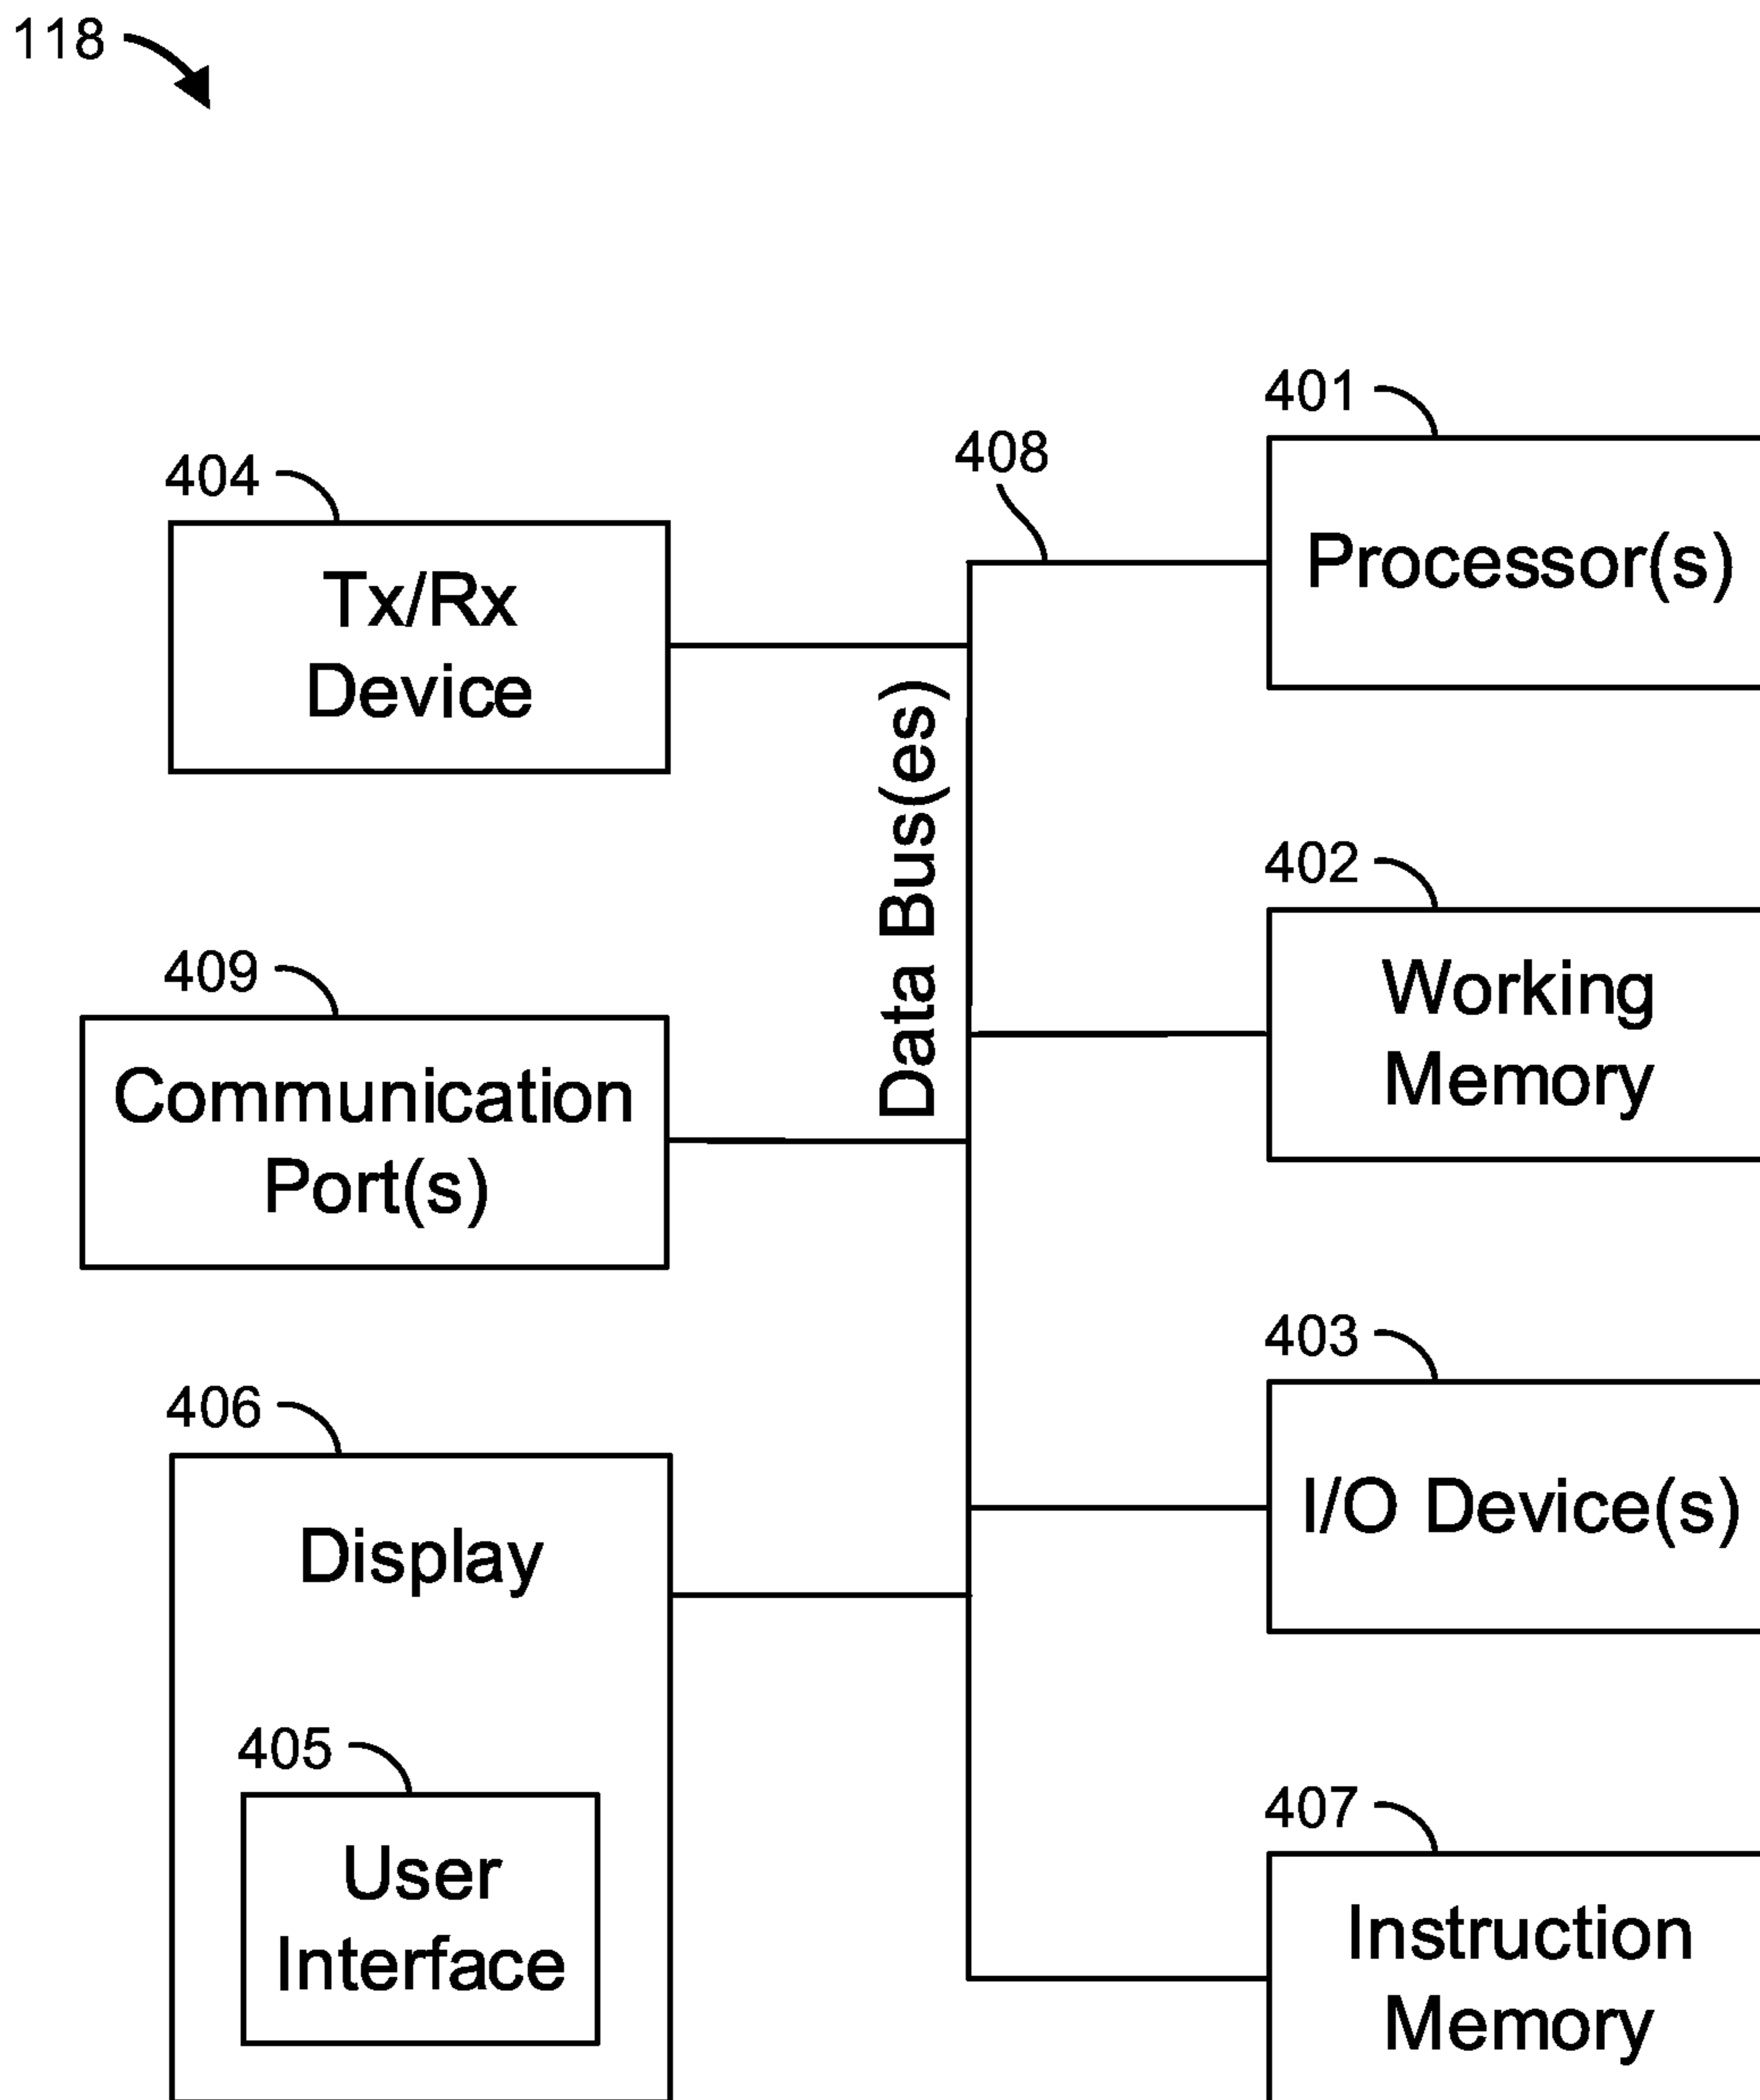 118
401
408
404
Processor(s)
Tx/Rx
Device
Data Bus(es)
402
409
Working
Memory
Communication
Port(s)
403
406
I/O Device(s)
Display
405
407
User
Interface
Instruction
Memory